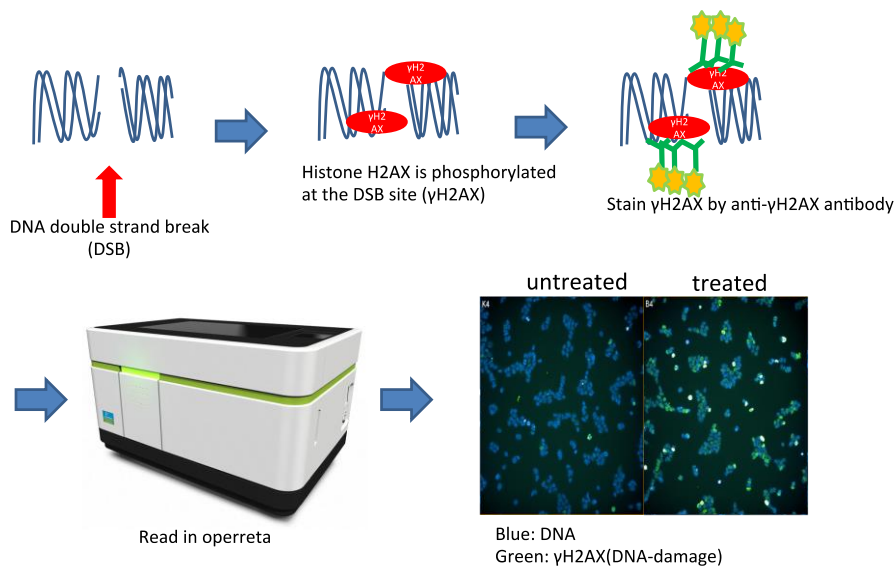 γH2
AX
γH2
AX
γH2
AX
γH2
AX
Histone H2AX is phosphorylated
at the DSB site (γH2AX)
Stain γH2AX by anti-γH2AX antibody
DNA double strand break
(DSB)
untreated
treated
K4
B4
Read in operreta
Blue: DNA
Green: γH2AX(DNA-damage)